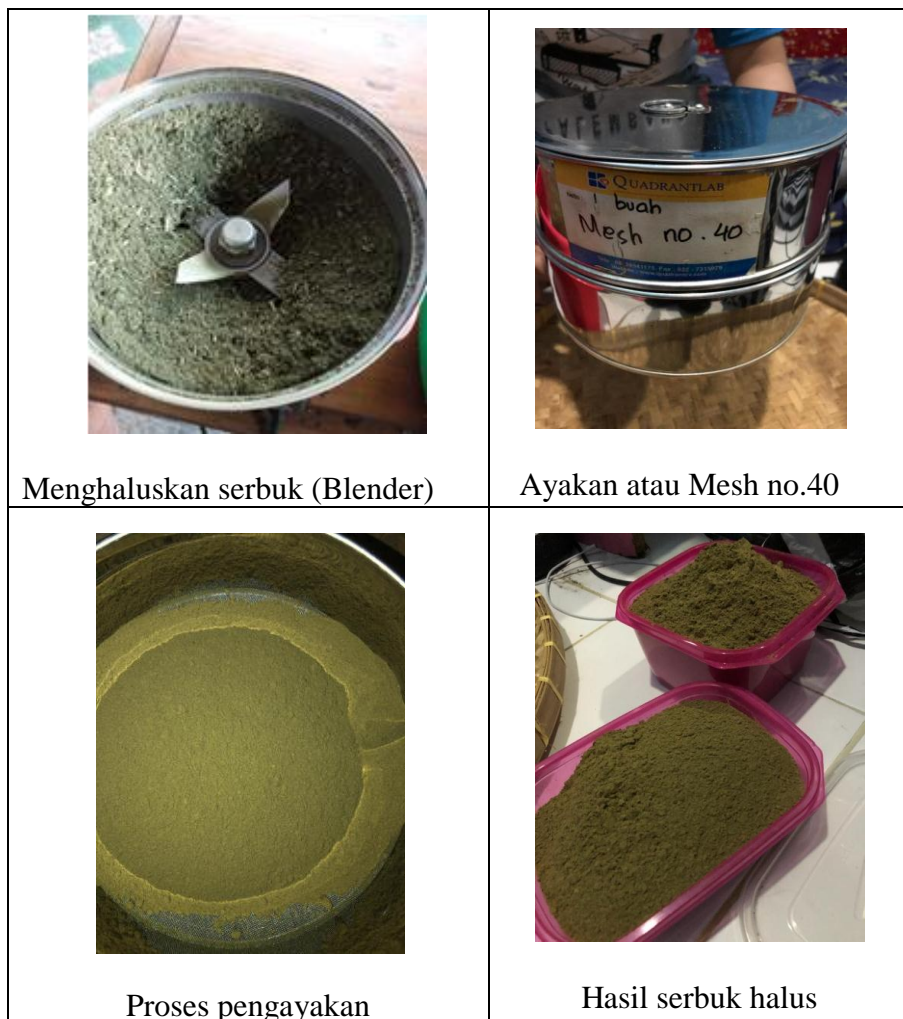 QUADRANTLAB
1 buah
Mesh no. 40
Menghaluskan serbuk (Blender)
Ayakan atau Mesh no.40
Proses pengayakan
Hasil serbuk halus